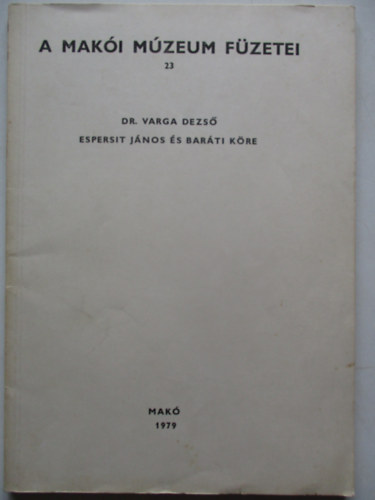 A MAKÓI MÚZEUM FÜZETEI
23
DR. VARGA DEZSŐ
ESPERSIT JÁNOS ÉS BARÁTI KÖRE
MAKÓ
1979